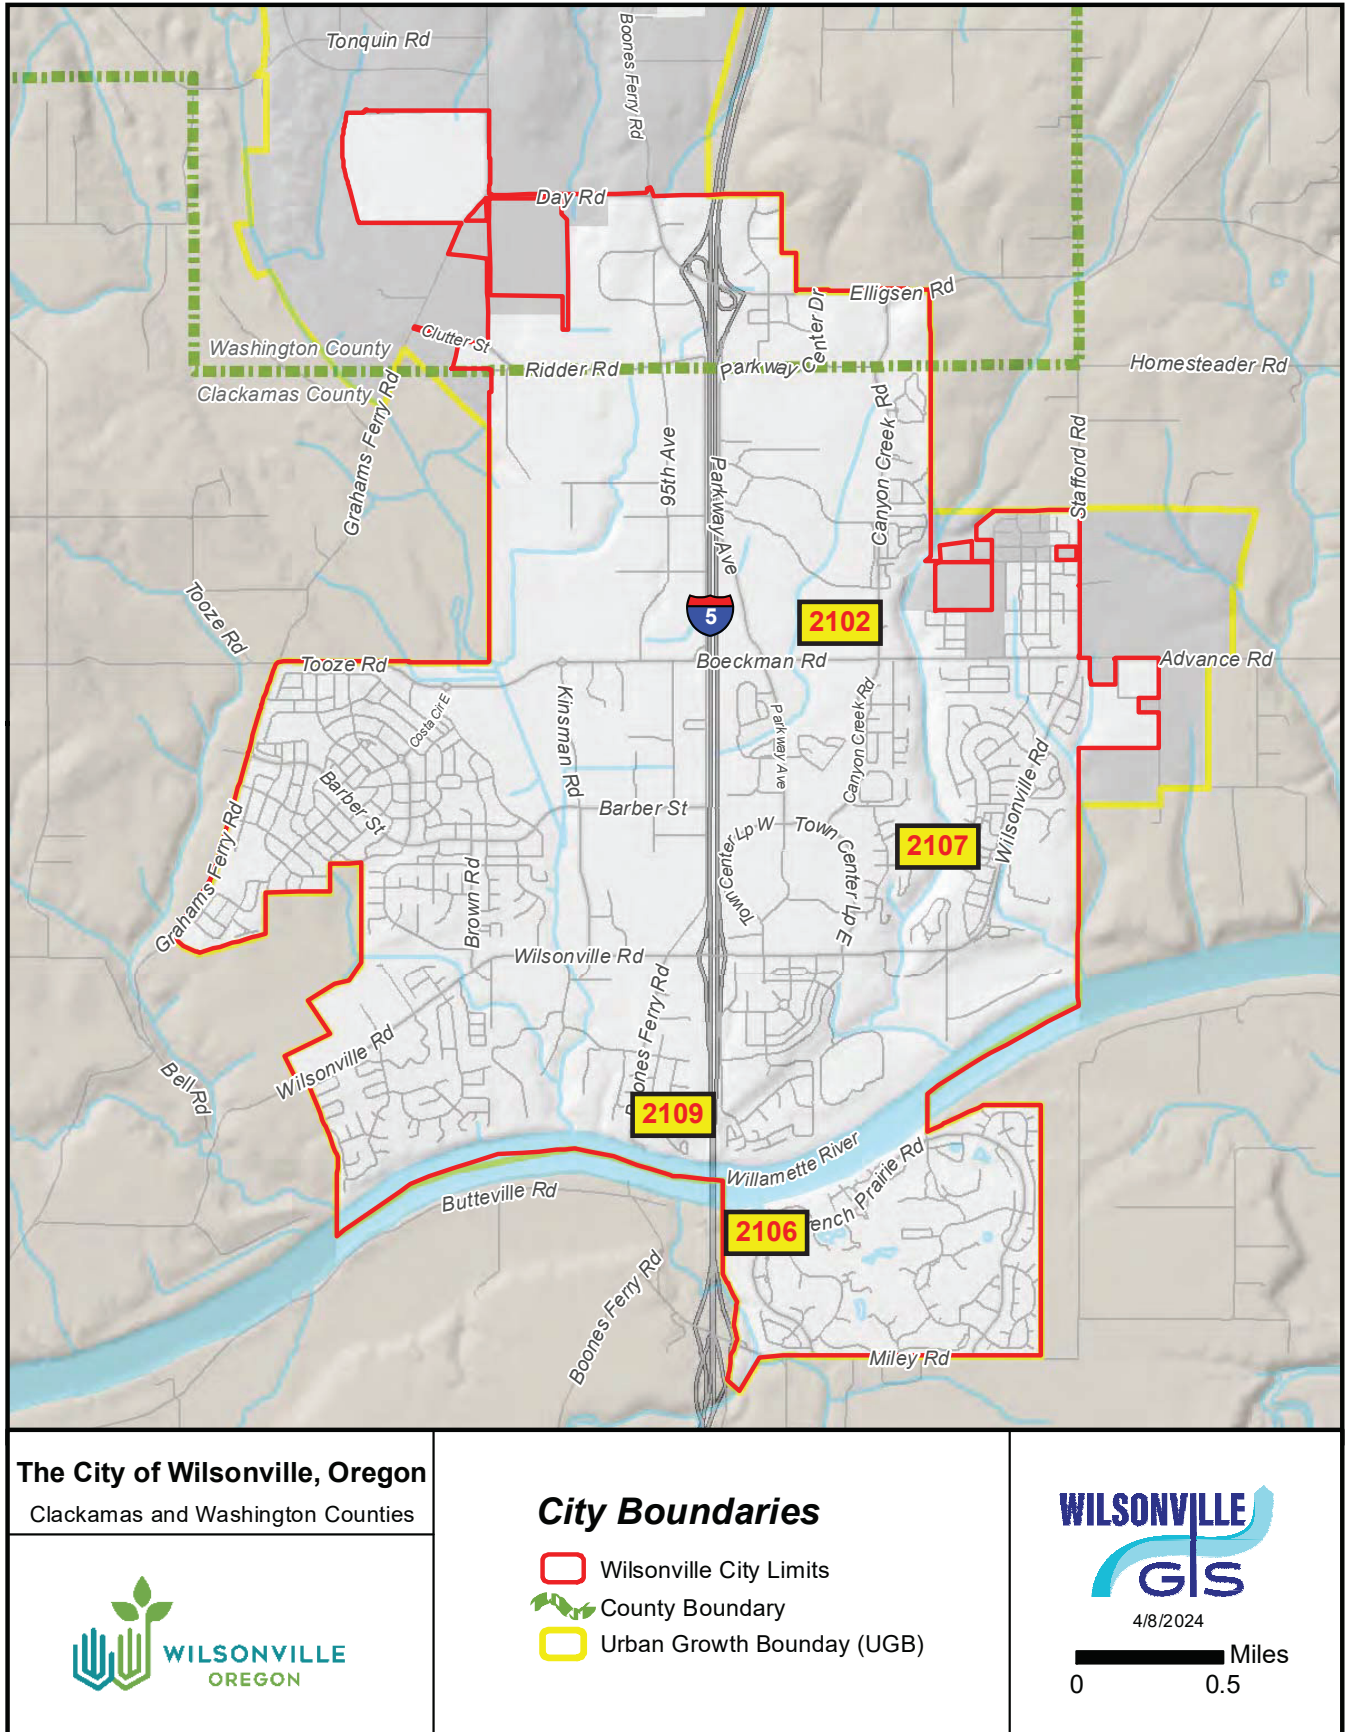 Tonquin Rd
Boones Ferry Rd
Day Rd
Elligsen Rd
Parkway Center Dr
Clutter St
Washington County
Clackamas County
Ridder Rd
Homesteader Rd
Grahams Ferry Rd
95th Ave
Parkway Ave
Canyon Creek Rd
Stafford Rd
Tooze Rd
5
2102
Tooze Rd
Boeckman Rd
Advance Rd
Costa Cir E
Kinsman Rd
Parkway Ave
Canyon Creek Rd
Wilsonville Rd
Barber St
Barber St
Town Center Lp W
Town Center Lp E
2107
Grahams Ferry Rd
Brown Rd
Wilsonville Rd
ones Ferry Rd
Wilsonville Rd
Bell Rd
2109
Willamette River
ench Prairie Rd
Butteville Rd
2106
Boones Ferry Rd
Miley Rd
The City of Wilsonville, Oregon
Clackamas and Washington Counties
WILSONVILLE
OREGON
City Boundaries
Wilsonville City Limits
County Boundary
Urban Growth Bounday (UGB)
WILSONVILLE
GIS
4/8/2024
Miles
0 0.5